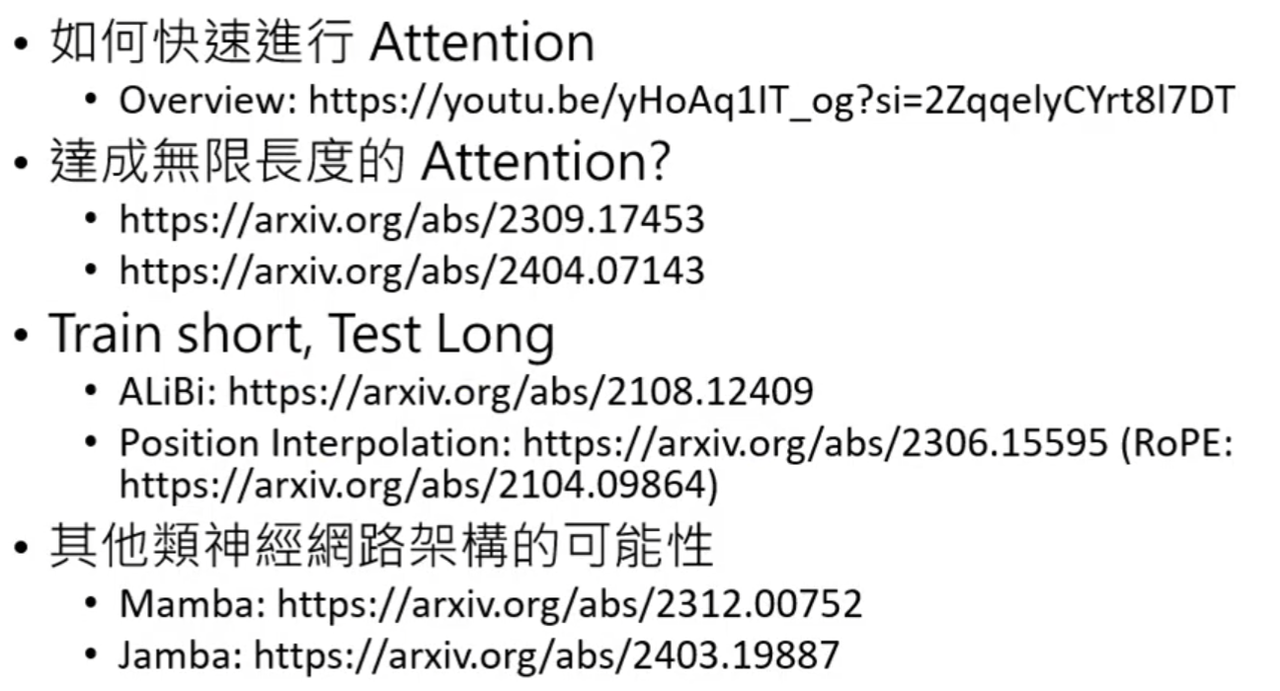 • 如何快速進行 Attention
• Overview: https://youtu.be/yHoAq1IT_og?si=2ZqqelyCYrt8l7DT
• 達成無限長度的 Attention?
• https://arxiv.org/abs/2309.17453
• https://arxiv.org/abs/2404.07143
• Train short, Test Long
• ALiBi: https://arxiv.org/abs/2108.12409
• Position Interpolation: https://arxiv.org/abs/2306.15595 (RoPE:
https://arxiv.org/abs/2104.09864)
• 其他類神經網路架構的可能性
• Mamba: https://arxiv.org/abs/2312.00752
• Jamba: https://arxiv.org/abs/2403.19887